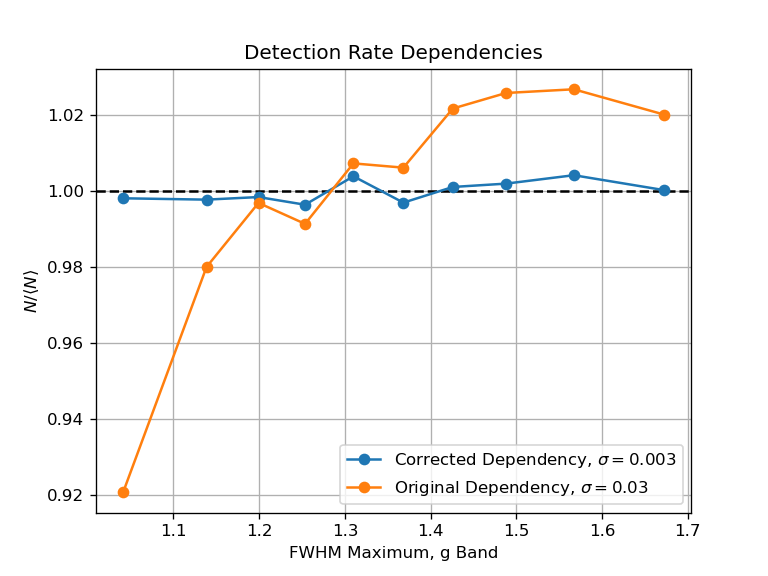 Detection Rate Dependencies
N/⟨N⟩
1.02
1.00
0.98
0.96
0.94
0.92
Corrected Dependency, σ = 0.003
Original Dependency, σ = 0.03
1.1 1.2 1.3 1.4 1.5 1.6 1.7
FWHM Maximum, g Band